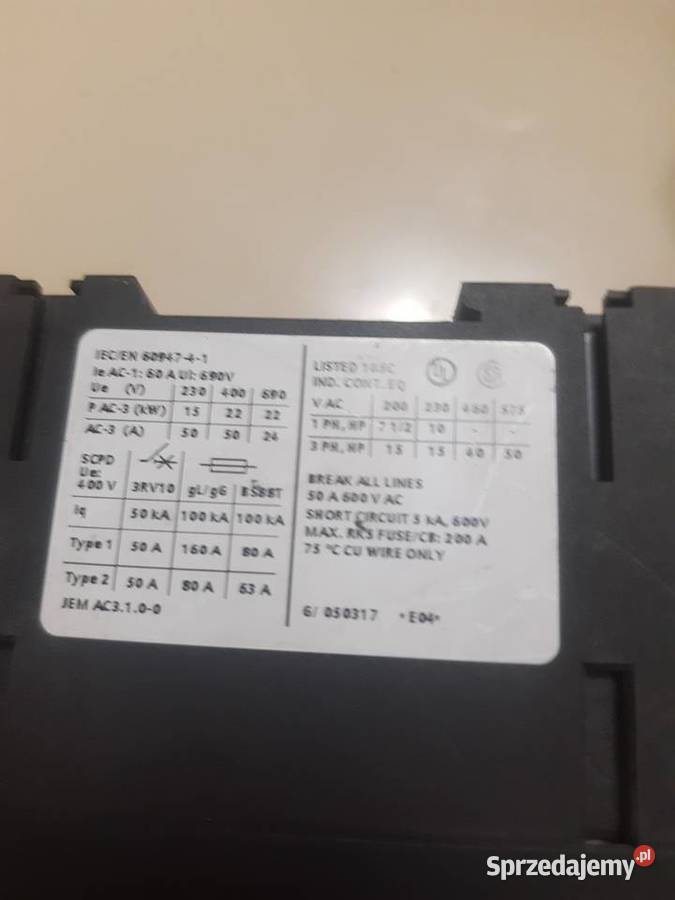 IEC/EN 60947-4-1
Ie AC-1: 60 A Ui: 690V
Ue (V) 230 400 690
P AC-3 (kW) 15 22 22
AC-3 (A) 50 50 24
SCPD
Ue:
400 V 3RV10 gL/gG BS88T
Iq 50 kA 100 kA 100 kA
Type 1 50 A 160 A 80 A
Type 2 50 A 80 A 63 A
JEM AC3.1.0-0
LISTED
IND. CONT. EQ
V AC 200 230 460 575
1 PH, HP 7 1/2 10 - -
3 PH, HP 15 15 40 50
BREAK ALL LINES
50 A 600 V AC
SHORT CIRCUIT 5 kA, 600V
MAX. RK5 FUSE/CB: 200 A
75 °C CU WIRE ONLY
6/ 050317 *E04*
Sprzedajemy.pl